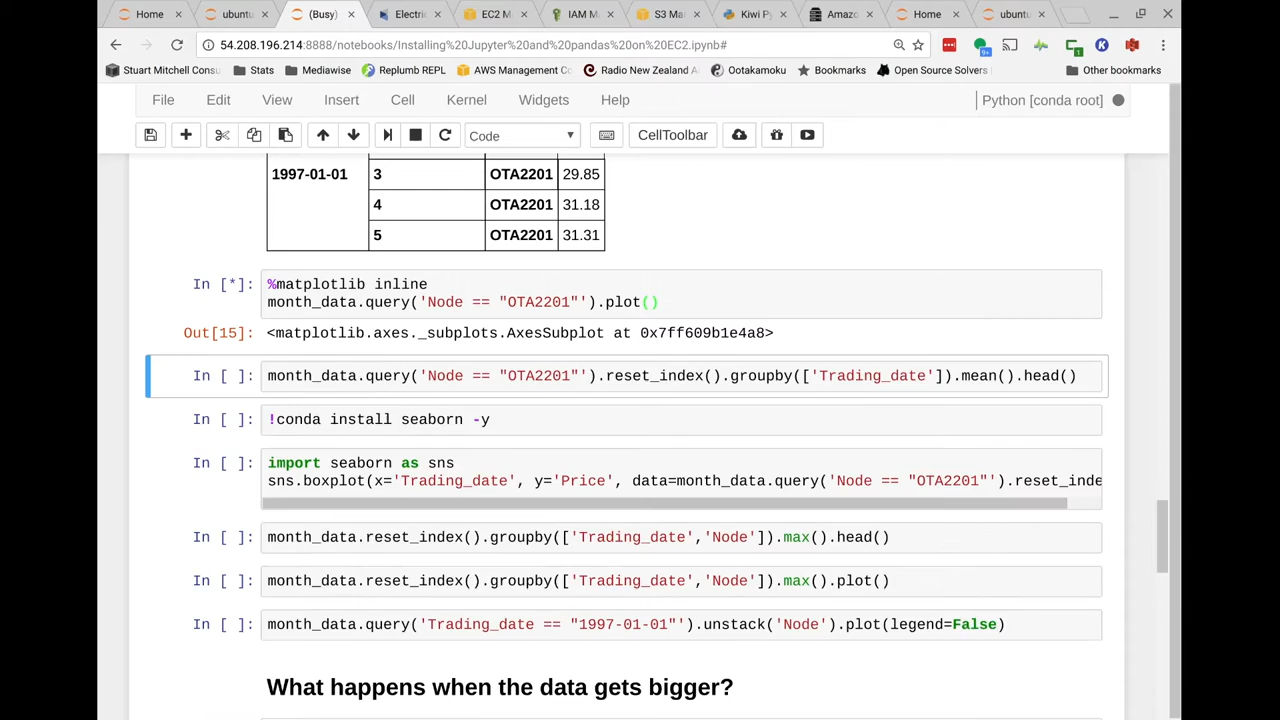 Home
ubuntu
(Busy)
Electric
EC2 M
IAM M
S3 Ma
Kiwi Py
Amazo
Home
ubuntu
54.208.196.214:8888/notebooks/Installing%20Jupyter%20and%20pandas%20on%20EC2.ipynb#
9+
1
Stuart Mitchell Consu
Stats
Mediawise
Replumb REPL
AWS Management Co
Radio New Zealand
Ootakamoku
Bookmarks
Open Source Solvers
Other bookmarks
File Edit View Insert Cell Kernel Widgets Help
Python [conda root]
Code
CellToolbar
1997-01-01 3 OTA2201 29.85
4 OTA2201 31.18
5 OTA2201 31.31
In [*]: %matplotlib inline
month_data.query('Node == "OTA2201"').plot()
Out[15]: <matplotlib.axes._subplots.AxesSubplot at 0x7ff609b1e4a8>
In [ ]: month_data.query('Node == "OTA2201"').reset_index().groupby(['Trading_date']).mean().head()
In [ ]: !conda install seaborn -y
In [ ]: import seaborn as sns
sns.boxplot(x='Trading_date', y='Price', data=month_data.query('Node == "OTA2201"').reset_inde
In [ ]: month_data.reset_index().groupby(['Trading_date','Node']).max().head()
In [ ]: month_data.reset_index().groupby(['Trading_date','Node']).max().plot()
In [ ]: month_data.query('Trading_date == "1997-01-01"').unstack('Node').plot(legend=False)
What happens when the data gets bigger?